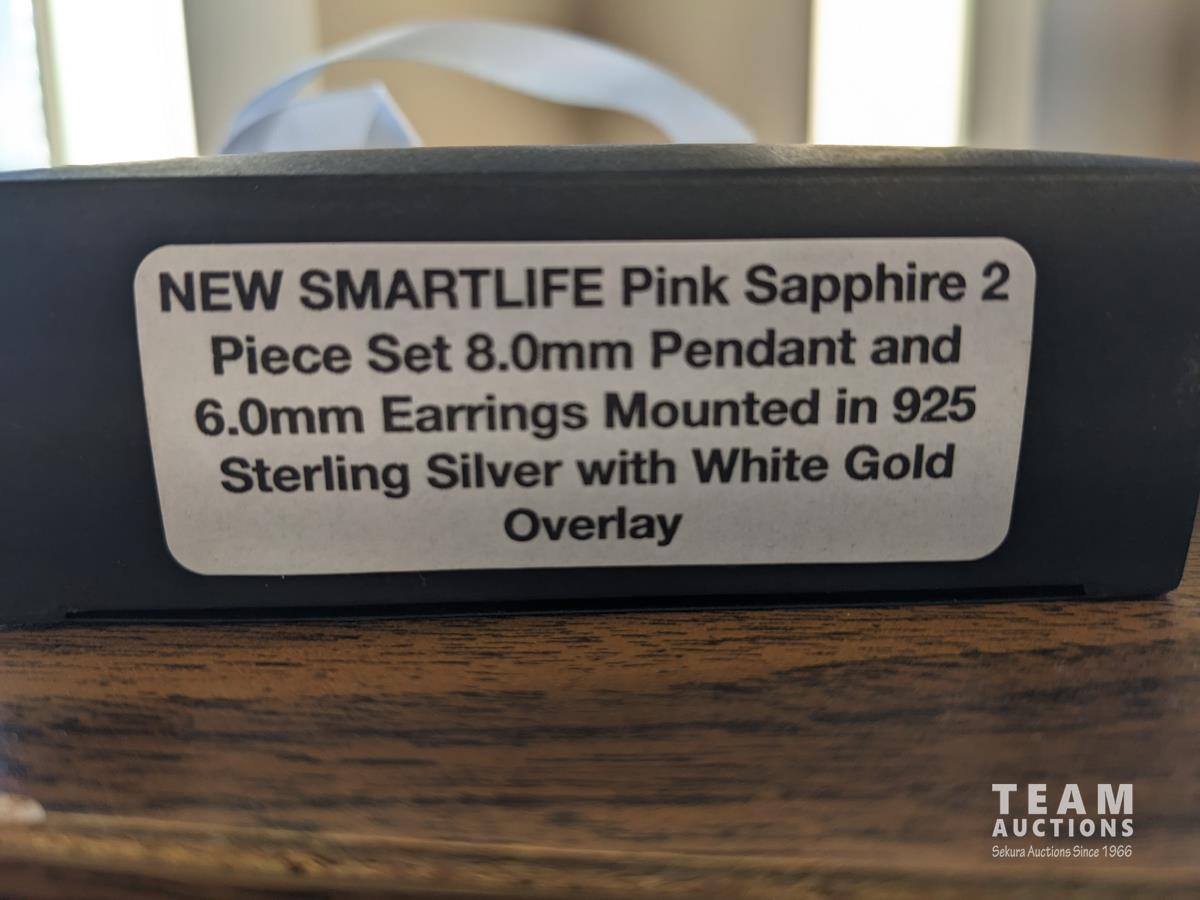 NEW SMARTLIFE Pink Sapphire 2
Piece Set 8.0mm Pendant and
6.0mm Earrings Mounted in 925
Sterling Silver with White Gold
Overlay
TEAM
AUCTIONS
Sekura Auctions Since 1966